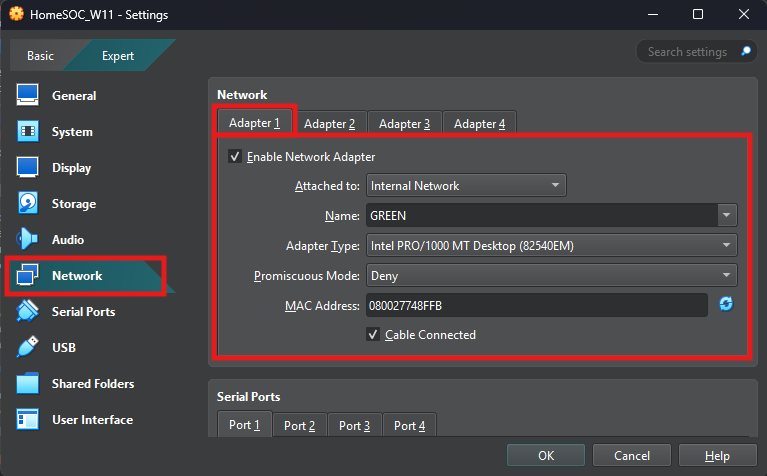 HomeSOC_W11 - Settings
Basic Expert Search settings
General
System
Display
Storage
Audio
Network
Serial Ports
USB
Shared Folders
User Interface
Network
Adapter 1 Adapter 2 Adapter 3 Adapter 4
Enable Network Adapter
Attached to: Internal Network
Name: GREEN
Adapter Type: Intel PRO/1000 MT Desktop (82540EM)
Promiscuous Mode: Deny
MAC Address: 080027748FFB
Cable Connected
Serial Ports
Port 1 Port 2 Port 3 Port 4
OK Cancel Help